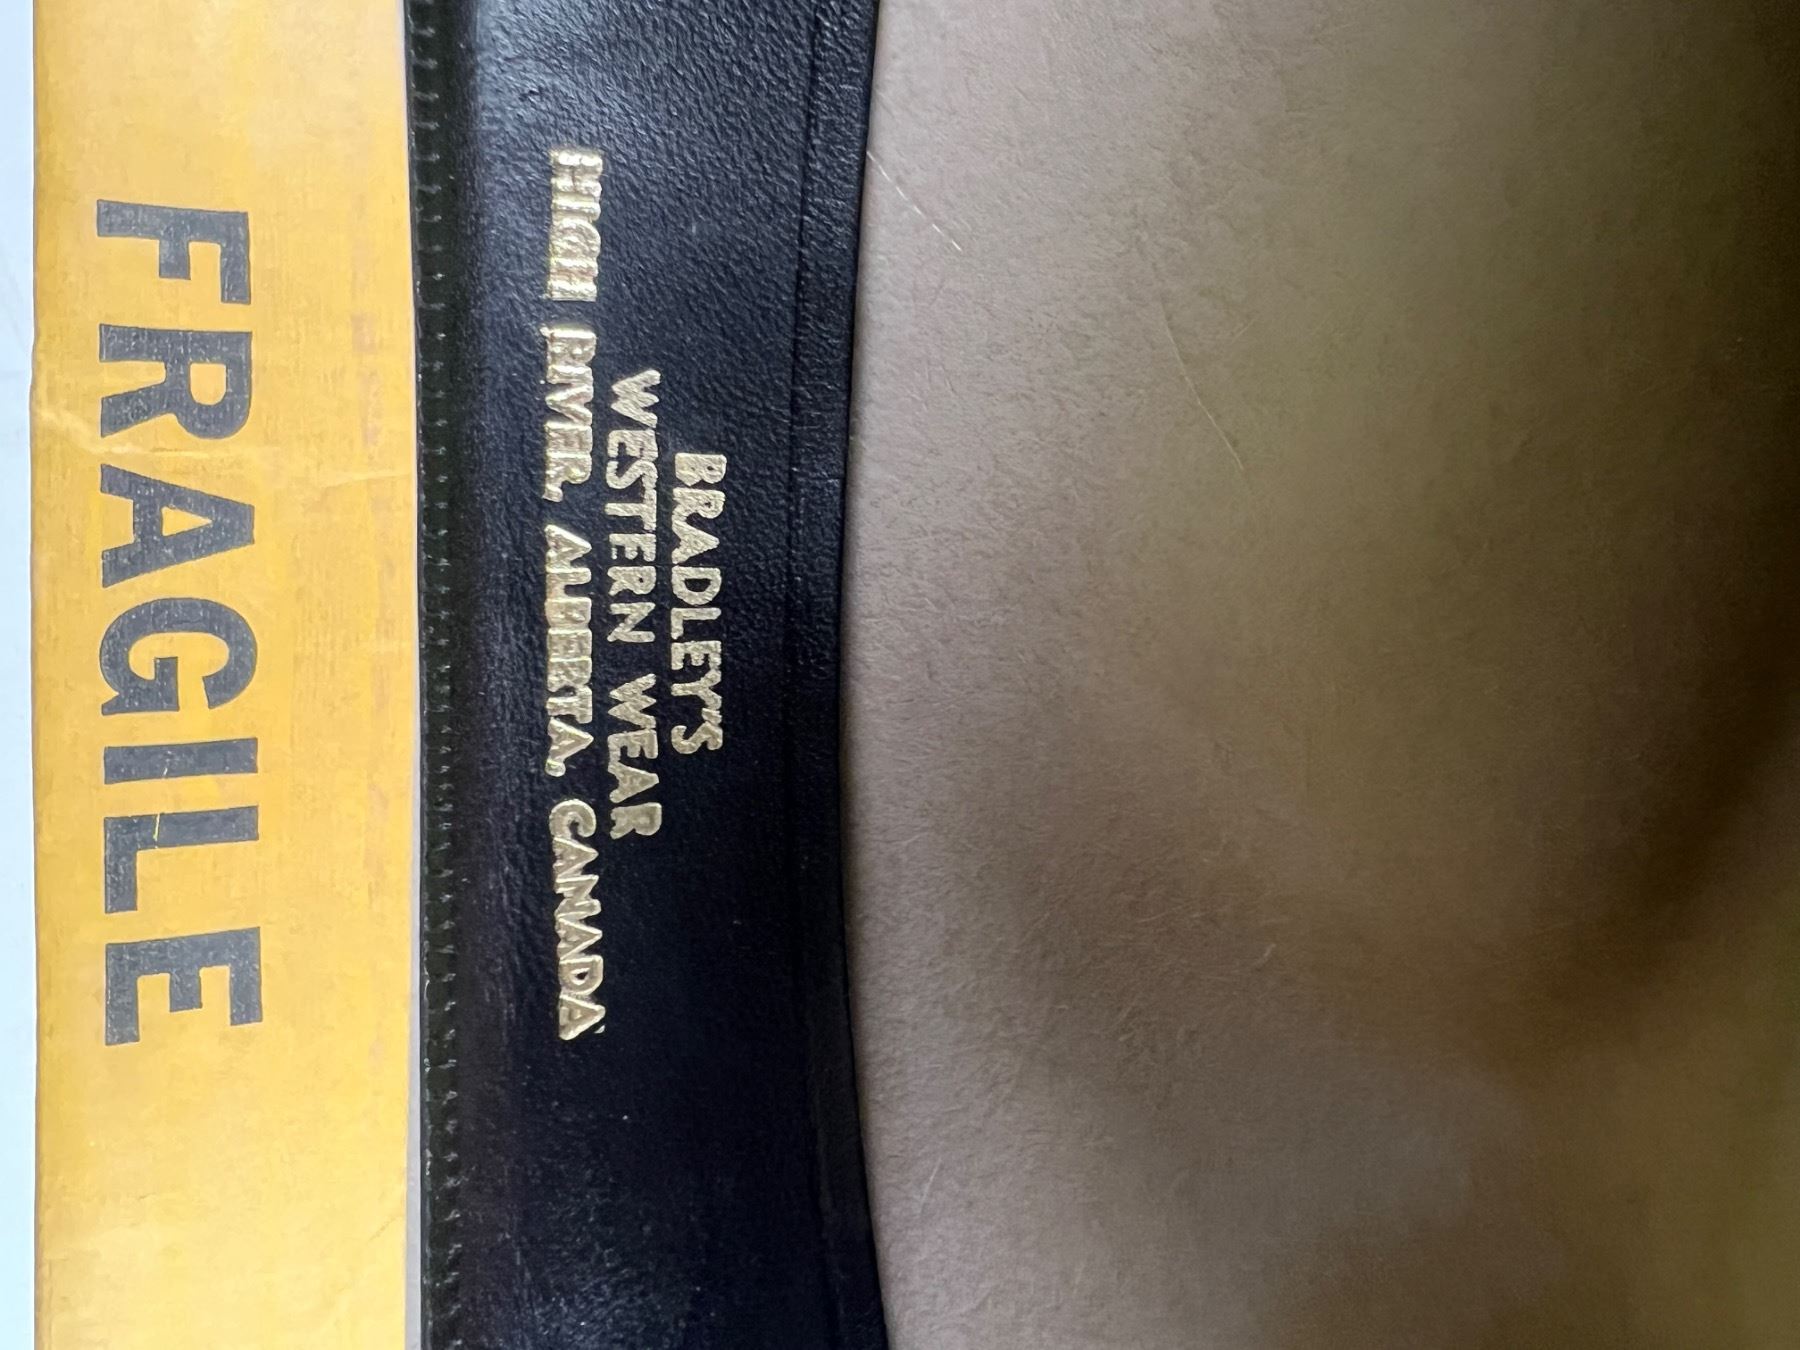 BRADLEY'S
WESTERN WEAR
HIGH RIVER, ALBERTA, CANADA
FRAGILE